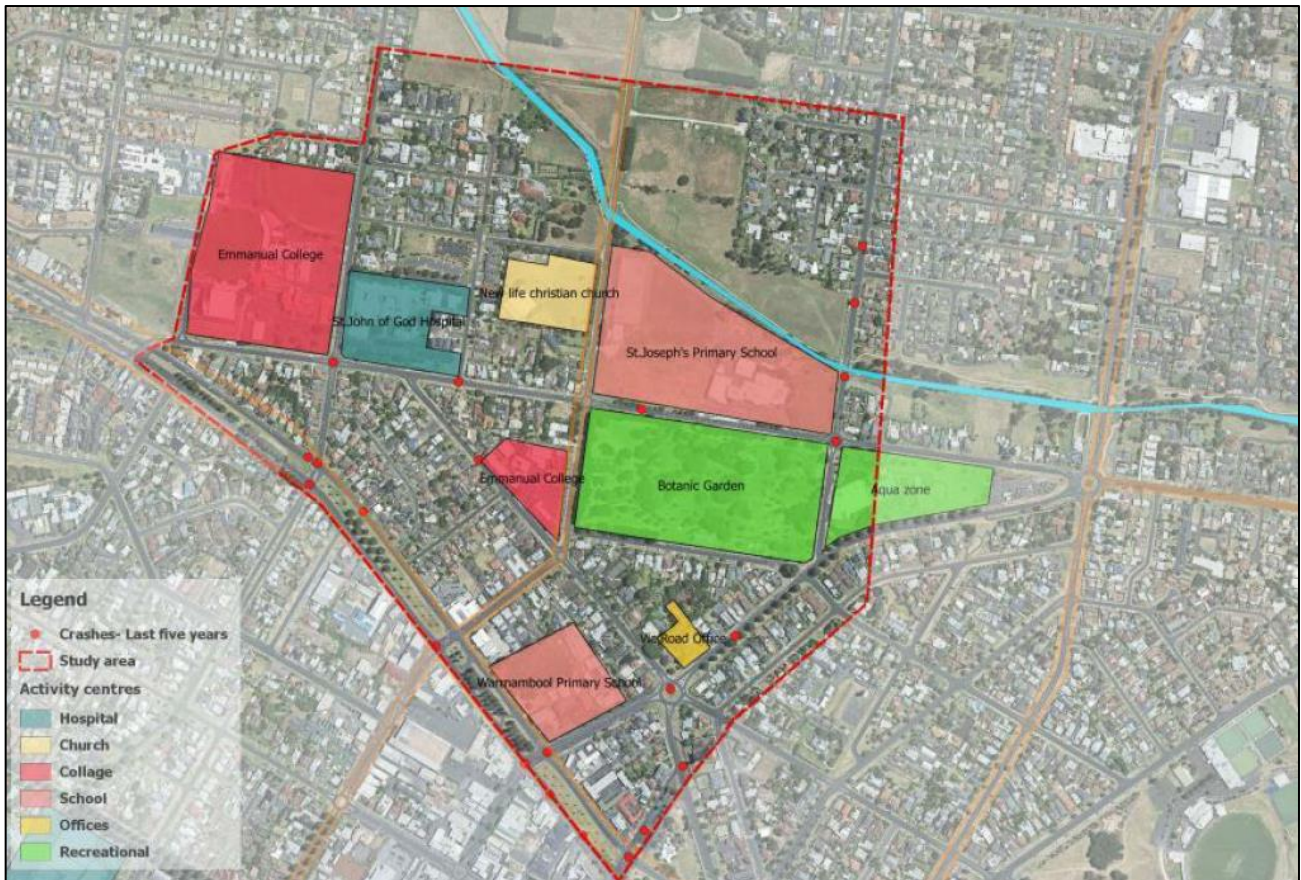 Emmanual College
New life christian church
St.John of God Hospital
St.Joseph's Primary School
Emmanual College
Botanic Garden
Aqua zone
Vic Road Office
Warrnambool Primary School
Legend
Crashes- Last five years
Study area
Activity centres
Hospital
Church
Collage
School
Offices
Recreational